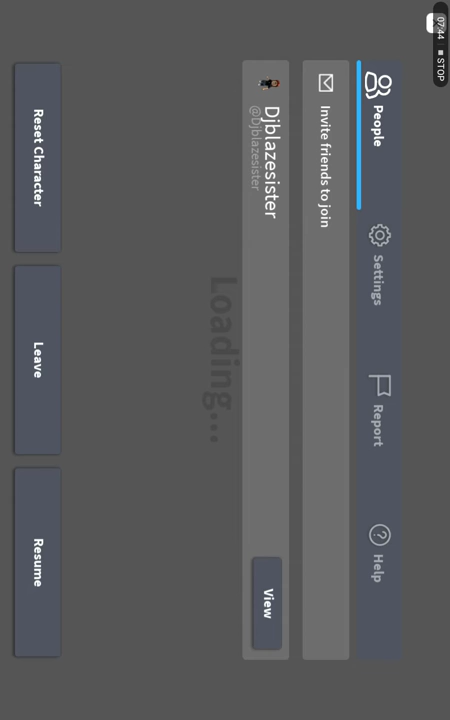 07:44 ■ STOP
People
Settings
Report
Help
Invite friends to join
Djblazesister
@Djblazesister
View
Loading...
Reset Character
Leave
Resume